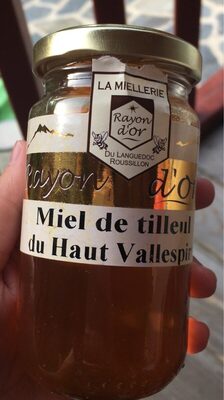 LA MIELLERIE
Rayon
d'or
DU LANGUEDOC
ROUSSILLON
Rayon d'or
Miel de tilleul
du Haut Vallespir